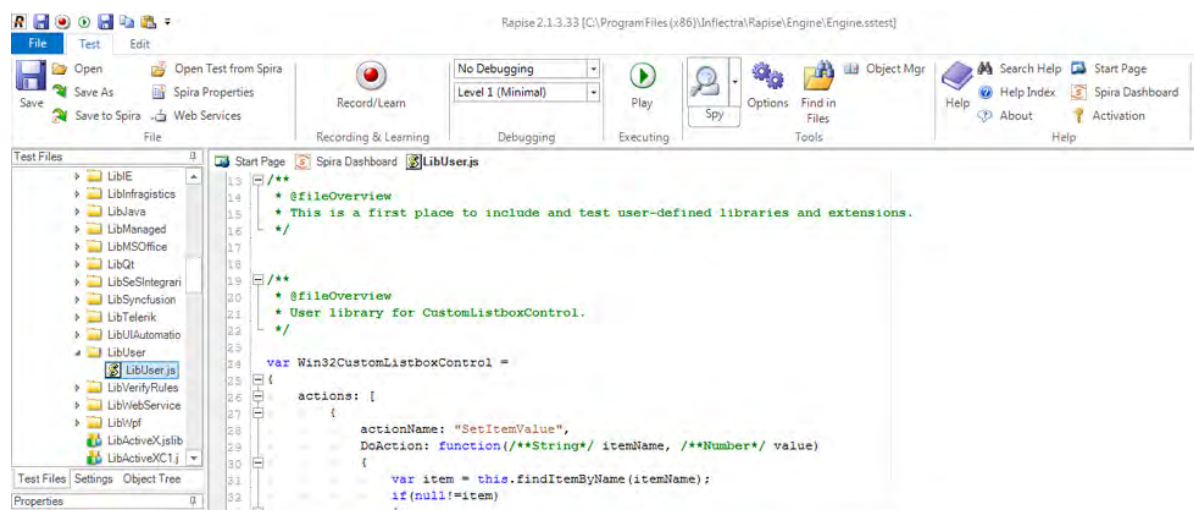 R
Rapise 2.1.3.33 [C:\Program Files (x86)\Inflectra\Rapise\Engine\Engine.sstest]
File Test Edit
Save
Open
Save As
Save to Spira
Open Test from Spira
Spira Properties
Web Services
File
Record/Learn
Recording & Learning
No Debugging
Level 1 (Minimal)
Debugging
Play
Executing
Spy
Options
Find in
Files
Object Mgr
Tools
Help
Search Help
Help Index
About
Start Page
Spira Dashboard
Activation
Help
Test Files
LibIE
LibInfragistics
LibJava
LibManaged
LibMSOffice
LibQt
LibSeSIntegrari
LibSyncfusion
LibTelerik
LibUIAutomatio
LibUser
LibUser.js
LibVerifyRules
LibWebService
LibWpf
LibActiveX.jslib
LibActiveXC1.j
Test Files Settings Object Tree
Properties
Start Page Spira Dashboard LibUser.js
13 /**
14 * @fileOverview
15 * This is a first place to include and test user-defined libraries and extensions.
16 */
17
18
19 /**
20 * @fileOverview
21 * User library for CustomListboxControl.
22 */
23
24 var Win32CustomListboxControl =
25 {
26 actions: [
27 {
28 actionName: "SetItemValue",
29 DoAction: function(/**String*/ itemName, /**Number*/ value)
30 {
31 var item = this.findItemByName(itemName);
32 if(null!=item)